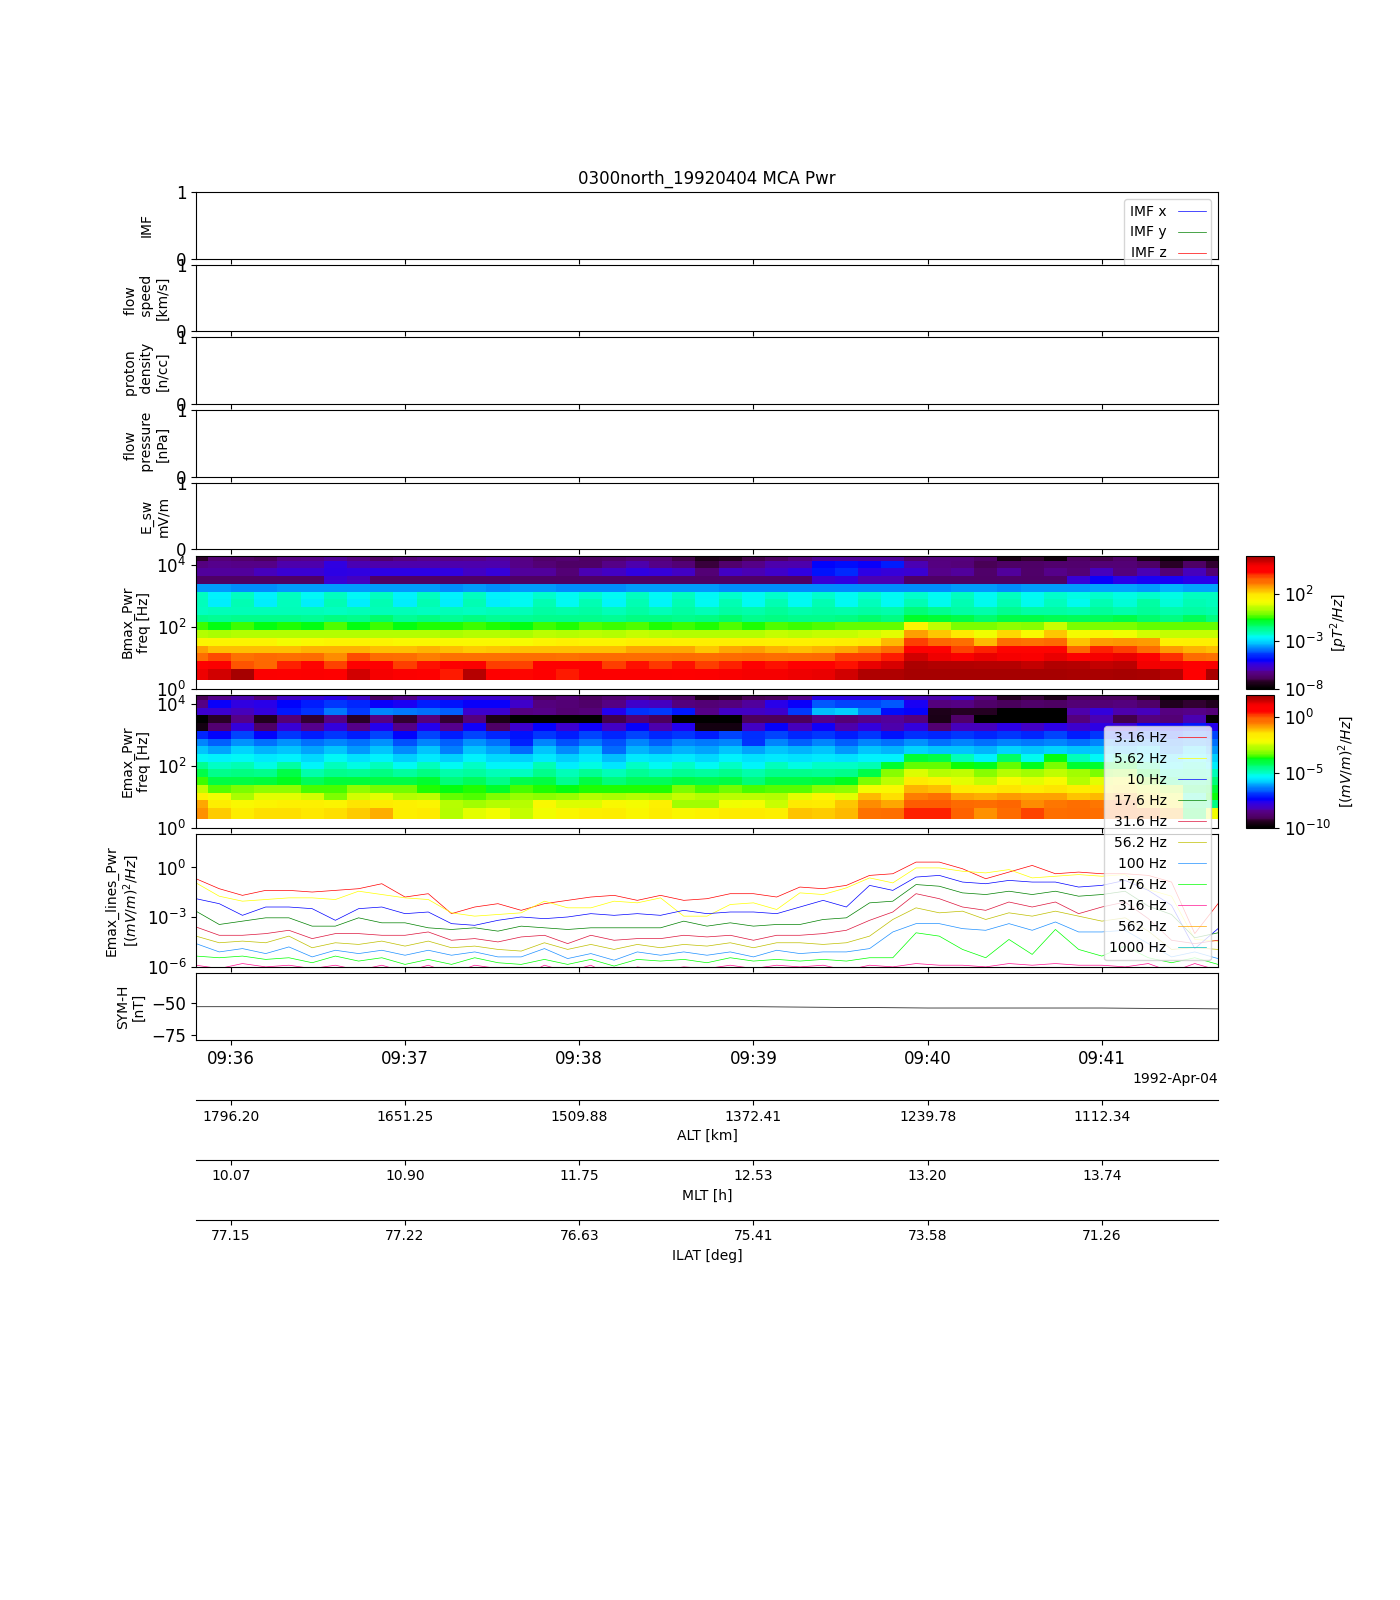 0300north_19920404 MCA Pwr
1
0
IMF
IMF x
IMF y
IMF z
1
0
flow
speed
[km/s]
1
0
proton
density
[n/cc]
1
0
flow
pressure
[nPa]
1
0
E_sw
mV/m
10^4
10^2
10^0
Bmax_Pwr
freq [Hz]
10^2
10^-3
10^-8
[pT^2/Hz]
10^4
10^2
10^0
Emax_Pwr
freq [Hz]
10^0
10^-5
10^-10
[(mV/m)^2/Hz]
3.16 Hz
5.62 Hz
10 Hz
17.6 Hz
31.6 Hz
56.2 Hz
100 Hz
176 Hz
316 Hz
562 Hz
1000 Hz
10^0
10^-3
10^-6
Emax_lines_Pwr
[(mV/m)^2/Hz]
−50
−75
SYM-H
[nT]
09:36 09:37 09:38 09:39 09:40 09:41
1992-Apr-04
1796.20 1651.25 1509.88 1372.41 1239.78 1112.34
ALT [km]
10.07 10.90 11.75 12.53 13.20 13.74
MLT [h]
77.15 77.22 76.63 75.41 73.58 71.26
ILAT [deg]